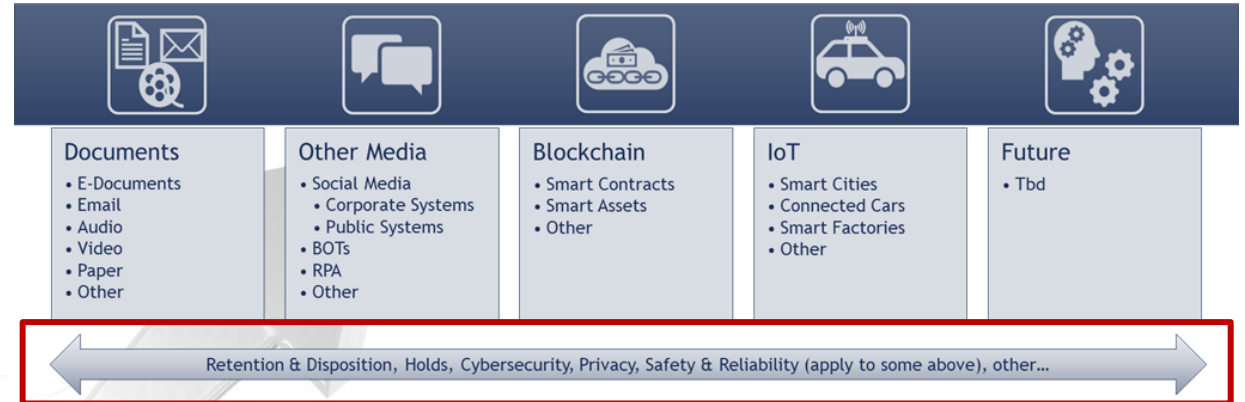 Documents
• E-Documents
• Email
• Audio
• Video
• Paper
• Other
Other Media
• Social Media
• Corporate Systems
• Public Systems
• BOTs
• RPA
• Other
Blockchain
• Smart Contracts
• Smart Assets
• Other
IoT
• Smart Cities
• Connected Cars
• Smart Factories
• Other
Future
• Tbd
Retention & Disposition, Holds, Cybersecurity, Privacy, Safety & Reliability (apply to some above), other...